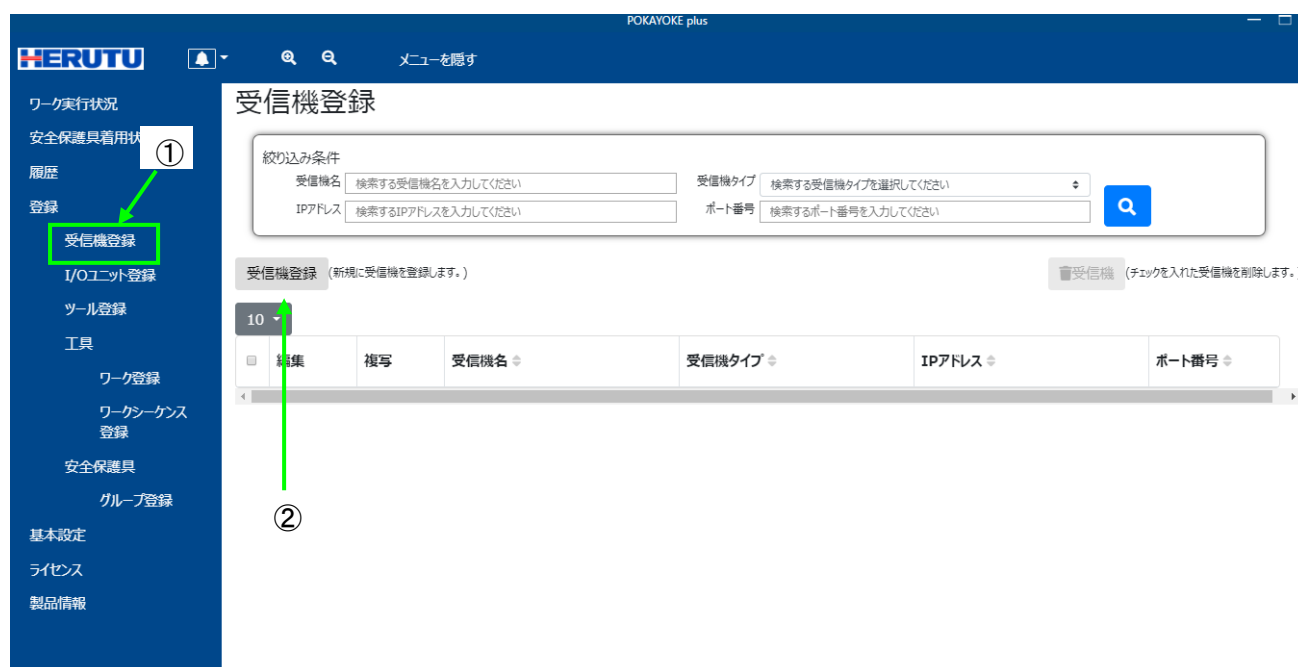 POKAYOKE plus
HERUTU
メニューを隠す
ワーク実行状況
安全保護具着用状
①
履歴
登録
受信機登録
I/Oユニット登録
ツール登録
工具
ワーク登録
ワークシーケンス
登録
安全保護具
グループ登録
基本設定
ライセンス
製品情報
受信機登録
絞り込み条件
受信機名 検索する受信機名を入力してください 受信機タイプ 検索する受信機タイプを選択してください
IPアドレス 検索するIPアドレスを入力してください ポート番号 検索するポート番号を入力してください
受信機登録 (新規に受信機を登録します。) 受信機 (チェックを入れた受信機を削除します。)
10
編集 複写 受信機名 受信機タイプ IPアドレス ポート番号
②